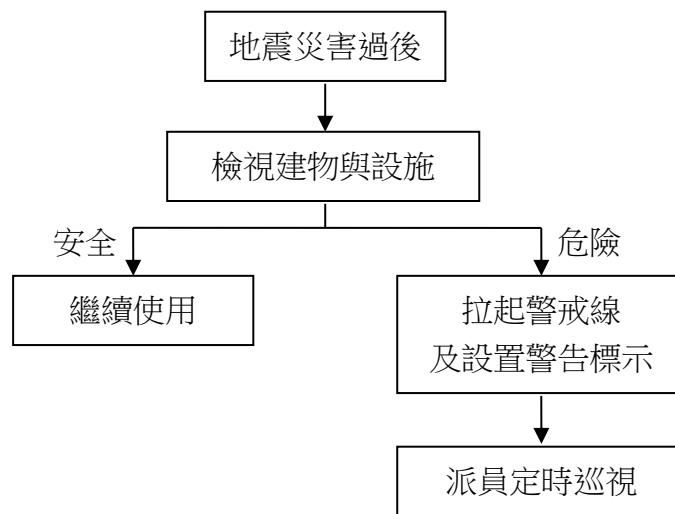 地震災害過後
檢視建物與設施
安全
危險
繼續使用
拉起警戒線
及設置警告標示
派員定時巡視